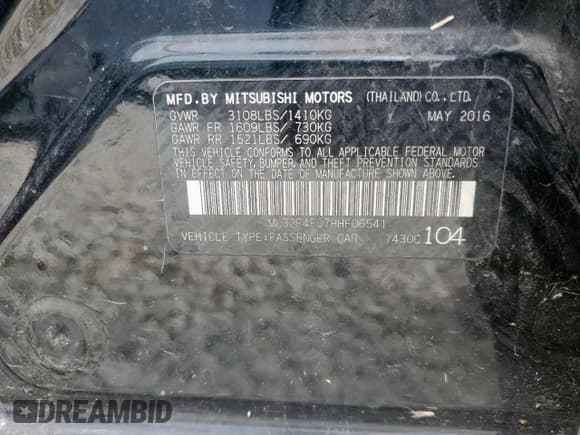 MFD.BY MITSUBISHI MOTORS (THAILAND)CO.,LTD.
GVWR 3108LBS/1410KG MAY 2016
GAWR FR 1609LBS/ 730KG
GAWR RR 1521LBS/ 690KG
THIS VEHICLE CONFORMS TO ALL APPLICABLE FEDERAL MOTOR
VEHICLE SAFETY, BUMPER, AND THEFT PREVENTION STANDARDS
IN EFFECT ON THE DATE OF MANUFACTURE SHOWN ABOVE.
ML32F4FJ7HHF06541
VEHICLE TYPE:PASSENGER CAR 7430C 104
DREAMBID